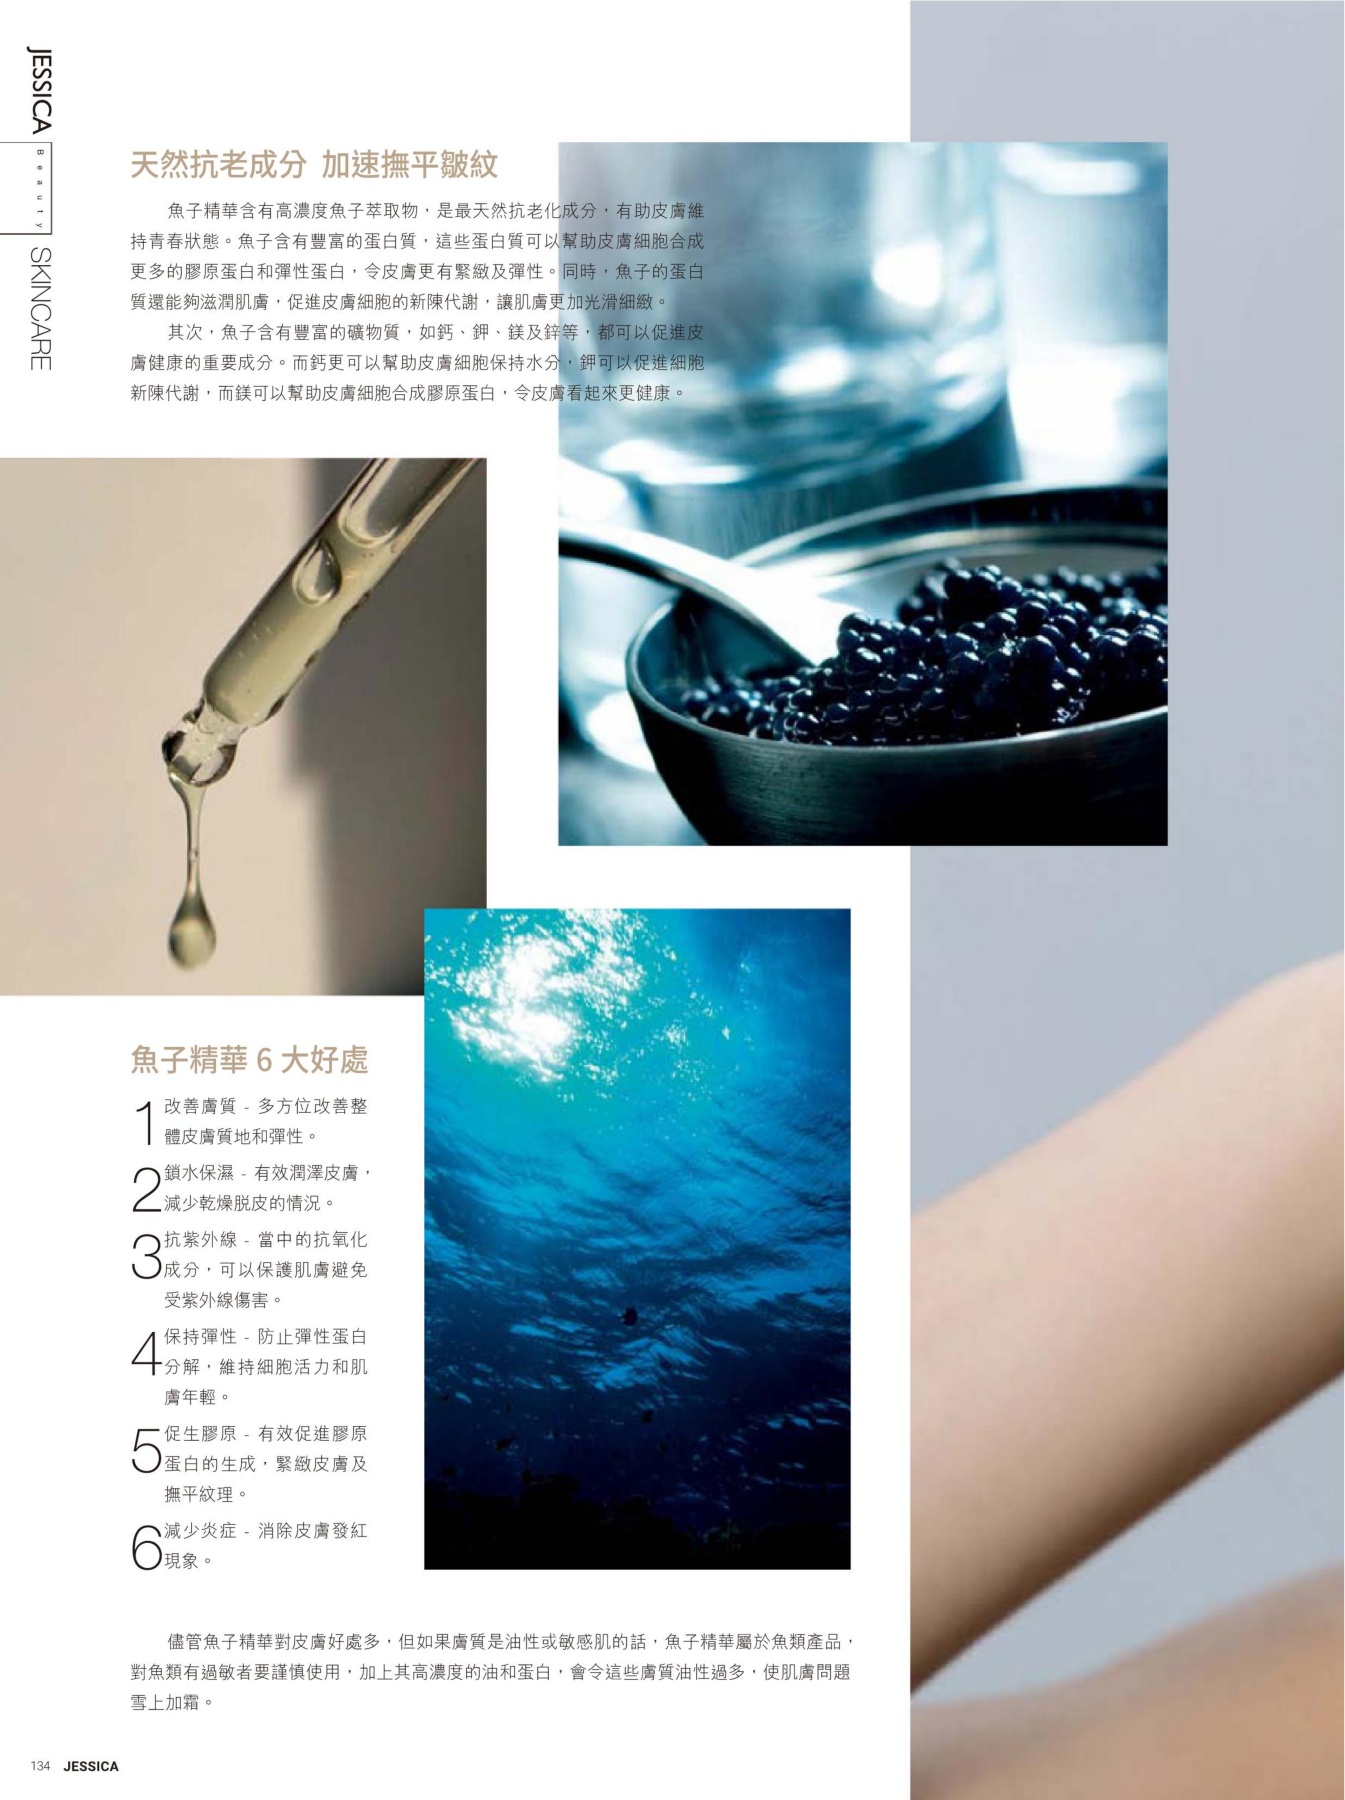 JESSICA
Beauty
SKINCARE
天然抗老成分 加速撫平皺紋
魚子精華含有高濃度魚子萃取物，是最天然抗老化成分，有助皮膚維
持青春狀態。魚子含有豐富的蛋白質，這些蛋白質可以幫助皮膚細胞合成
更多的膠原蛋白和彈性蛋白，令皮膚更有緊緻及彈性。同時，魚子的蛋白
質還能夠滋潤肌膚，促進皮膚細胞的新陳代謝，讓肌膚更加光滑細緻。
其次，魚子含有豐富的礦物質，如鈣、鉀、鎂及鋅等，都可以促進皮
膚健康的重要成分。而鈣更可以幫助皮膚細胞保持水分，鉀可以促進細胞
新陳代謝，而鎂可以幫助皮膚細胞合成膠原蛋白，令皮膚看起來更健康。
魚子精華 6 大好處
1 改善膚質 - 多方位改善整
體皮膚質地和彈性。
2 鎖水保濕 - 有效潤澤皮膚，
減少乾燥脫皮的情況。
3 抗紫外線 - 當中的抗氧化
成分，可以保護肌膚避免
受紫外線傷害。
4 保持彈性 - 防止彈性蛋白
分解，維持細胞活力和肌
膚年輕。
5 促生膠原 - 有效促進膠原
蛋白的生成，緊緻皮膚及
撫平紋理。
6 減少炎症 - 消除皮膚發紅
現象。
儘管魚子精華對皮膚好處多，但如果膚質是油性或敏感肌的話，魚子精華屬於魚類產品，
對魚類有過敏者要謹慎使用，加上其高濃度的油和蛋白，會令這些膚質油性過多，使肌膚問題
雪上加霜。
134 JESSICA